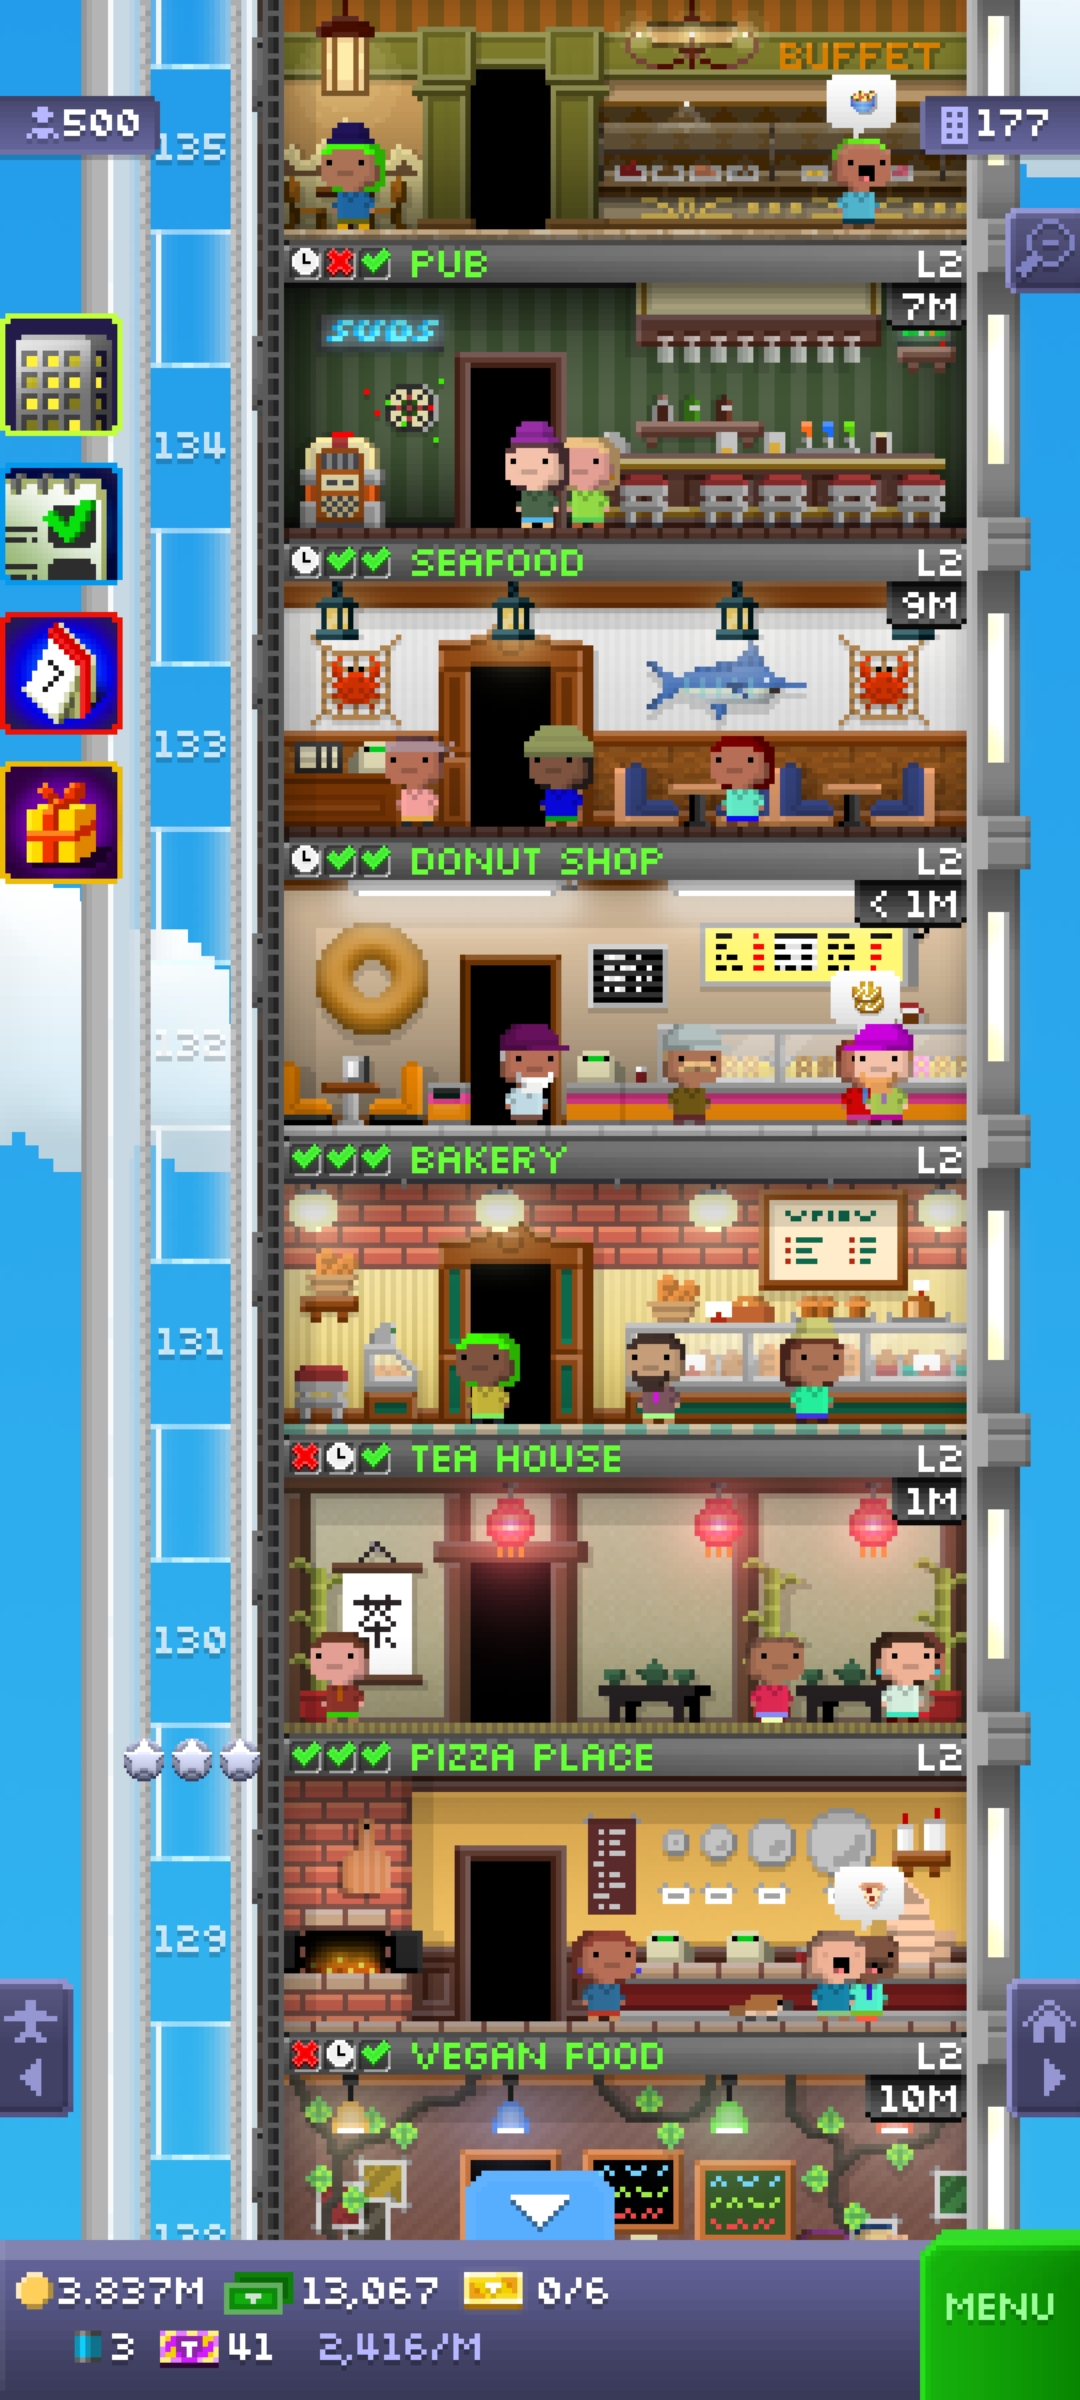 BUFFET
500
177
135
PUB L2
7M
SUDS
134
SEAFOOD L2
9M
133
DONUT SHOP L2
< 1M
132
BAKERY L2
131
TEA HOUSE L2
1M
茶
130
PIZZA PLACE L2
129
VEGAN FOOD L2
10M
3.837M 13,067 0/6
3 T 41 2,416/M
MENU